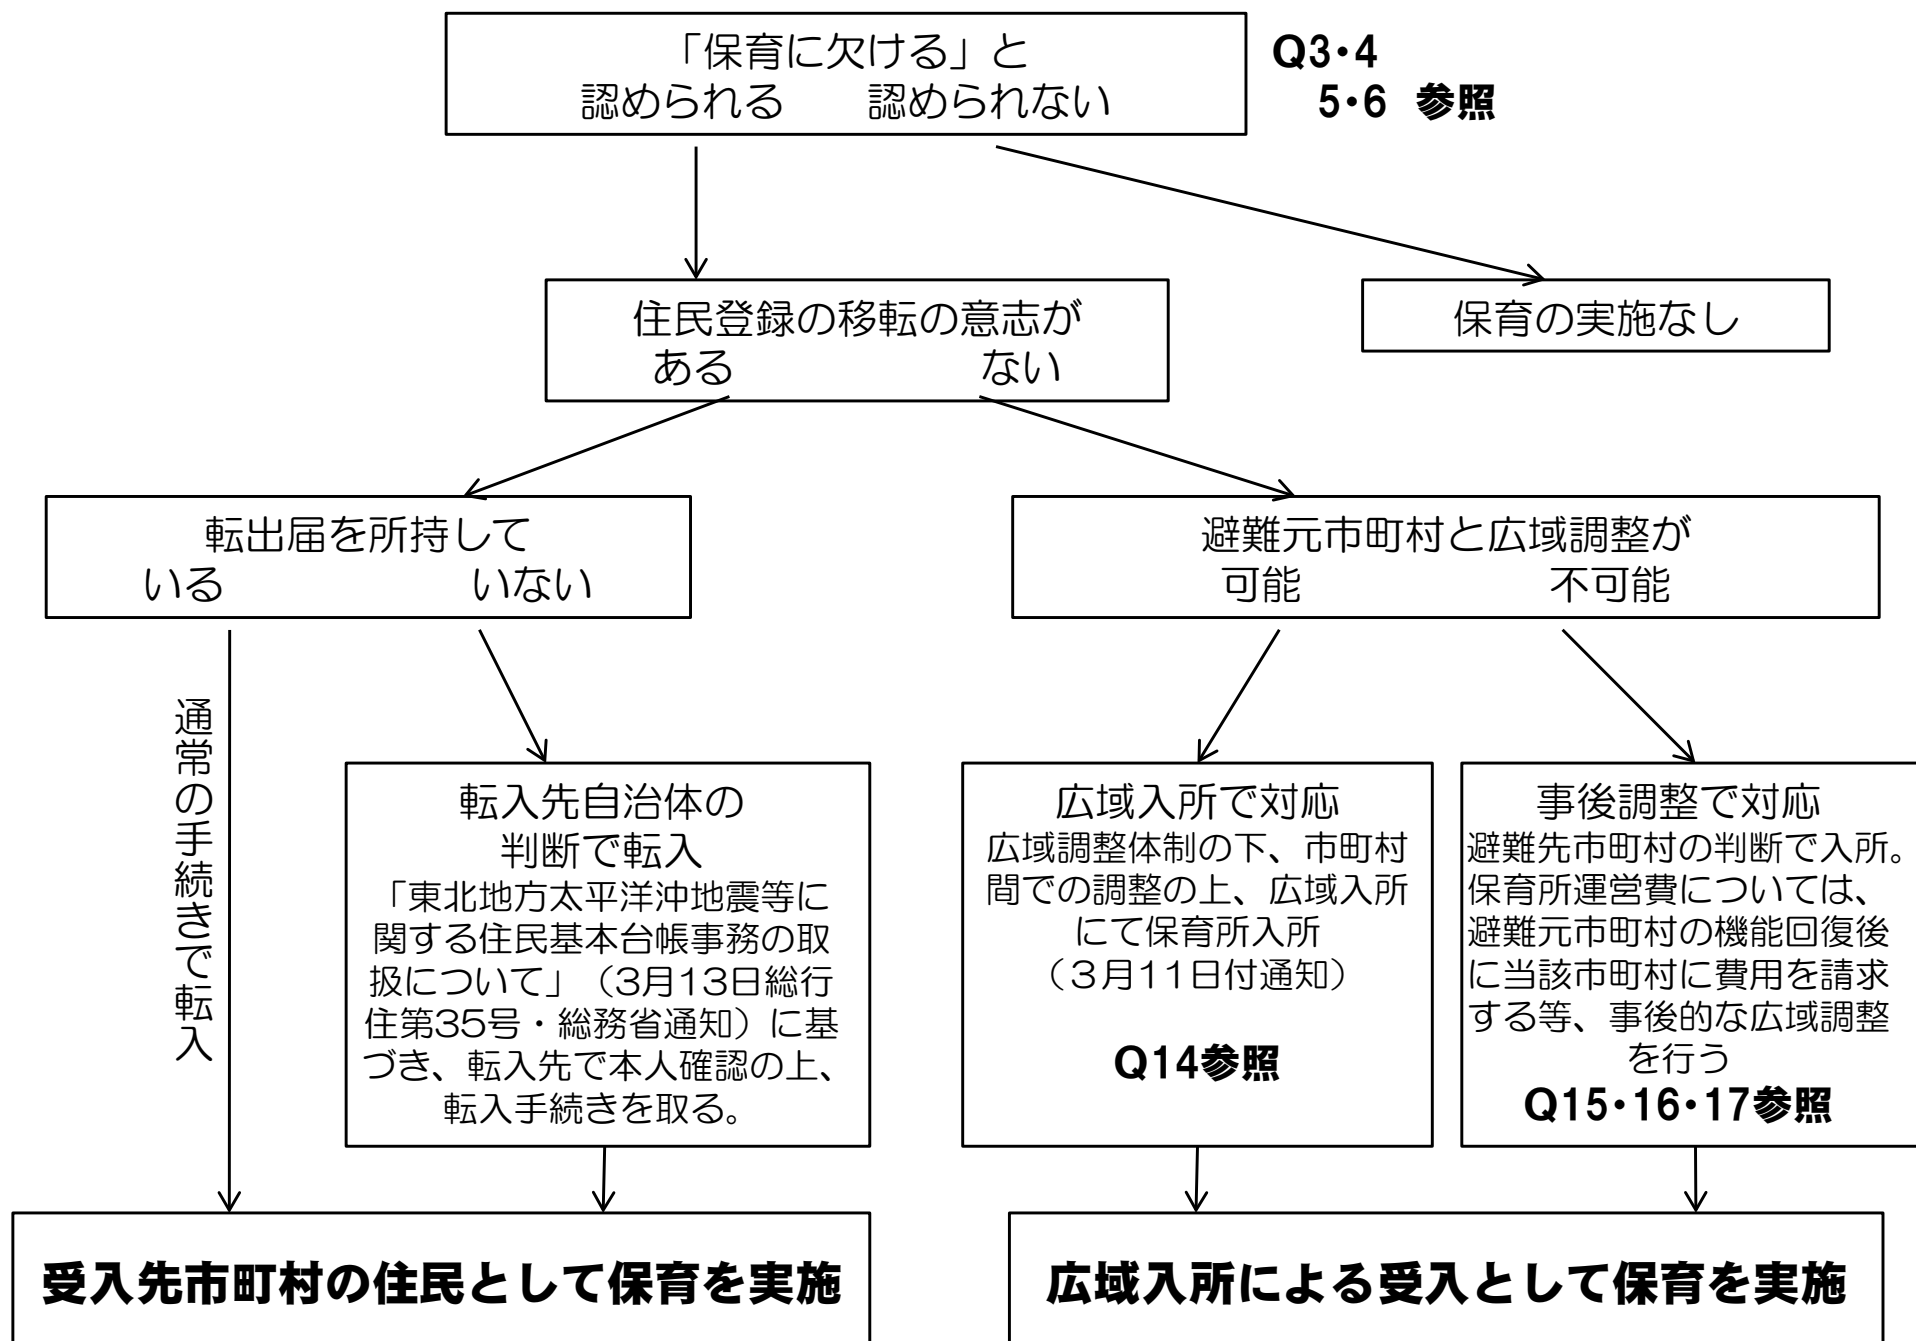 「保育に欠ける」と
認められる　　認められない
Q3・4
5・6 参照
住民登録の移転の意志が
ある　　　　　　ない
保育の実施なし
転出届を所持して
いる　　　　　　いない
避難元市町村と広域調整が
可能　　　　　　不可能
通常の手続きで転入
転入先自治体の
判断で転入
「東北地方太平洋沖地震等に
関する住民基本台帳事務の取
扱について」（3月13日総行
住第35号・総務省通知）に基
づき、転入先で本人確認の上、
転入手続きを取る。
広域入所で対応
広域調整体制の下、市町村
間での調整の上、広域入所
にて保育所入所
（３月11日付通知）
Q14参照
事後調整で対応
避難先市町村の判断で入所。
保育所運営費については、
避難元市町村の機能回復後
に当該市町村に費用を請求
する等、事後的な広域調整
を行う
Q15・16・17参照
受入先市町村の住民として保育を実施
広域入所による受入として保育を実施